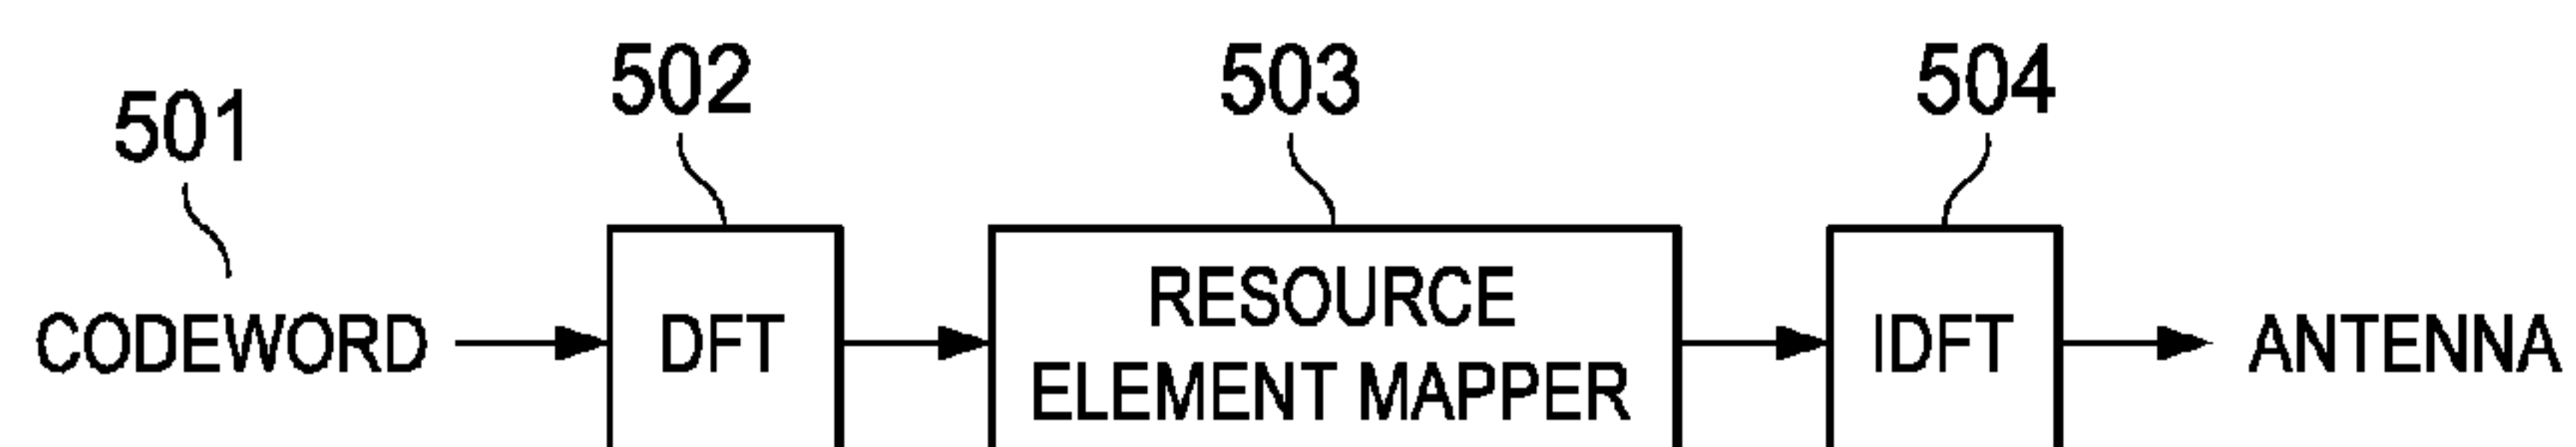 501
502
503
504
CODEWORD
DFT
RESOURCE
ELEMENT MAPPER
IDFT
ANTENNA